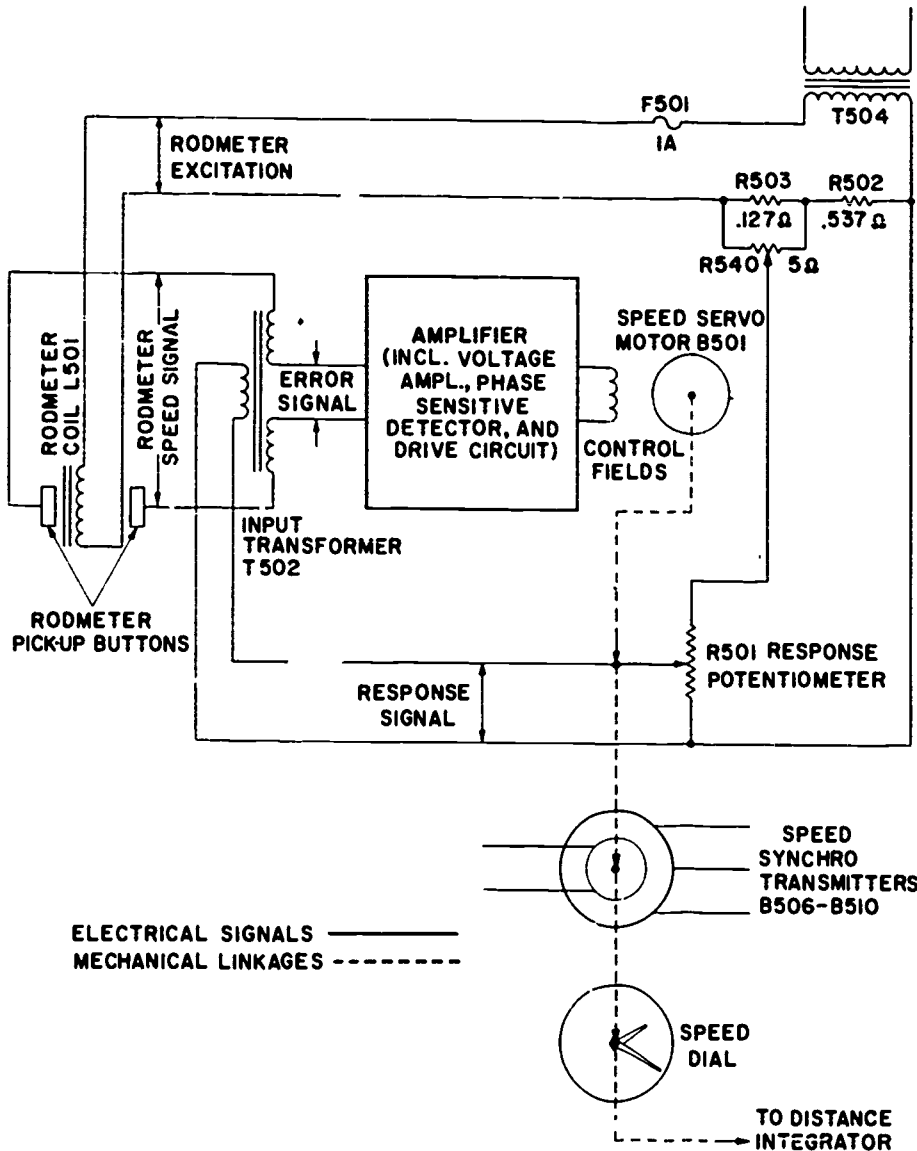 F501
1A
T504
RODMETER
EXCITATION
R503
R502
.127Ω
.537Ω
R540
5Ω
RODMETER
COIL L501
RODMETER
SPEED SIGNAL
ERROR
SIGNAL
AMPLIFIER
(INCL. VOLTAGE
AMPL., PHASE
SENSITIVE
DETECTOR, AND
DRIVE CIRCUIT)
SPEED SERVO
MOTOR B501
CONTROL
FIELDS
INPUT
TRANSFORMER
T502
RODMETER
PICK-UP BUTTONS
R501 RESPONSE
POTENTIOMETER
RESPONSE
SIGNAL
SPEED
SYNCHRO
TRANSMITTERS
B506-B510
ELECTRICAL SIGNALS
MECHANICAL LINKAGES
SPEED
DIAL
TO DISTANCE
INTEGRATOR